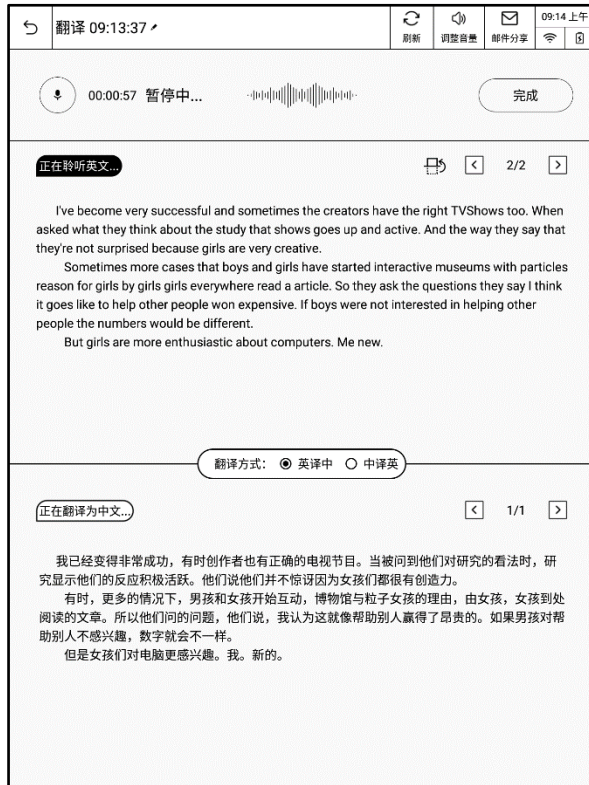 翻译 09:13:37
刷新
调整音量
邮件分享
09:14 上午
00:00:57 暂停中...
完成
正在聆听英文...
2/2
I've become very successful and sometimes the creators have the right TVShows too. When
asked what they think about the study that shows goes up and active. And the way they say that
they're not surprised because girls are very creative.
Sometimes more cases that boys and girls have started interactive museums with particles
reason for girls by girls girls everywhere read a article. So they ask the questions they say I think
it goes like to help other people won expensive. If boys were not interested in helping other
people the numbers would be different.
But girls are more enthusiastic about computers. Me new.
翻译方式： 英译中 中译英
正在翻译为中文...
1/1
我已经变得非常成功，有时创作者也有正确的电视节目。当被问到他们对研究的看法时，研
究显示他们的反应积极活跃。他们说他们并不惊讶因为女孩们都很有创造力。
有时，更多的情况下，男孩和女孩开始互动，博物馆与粒子女孩的理由，由女孩，女孩到处
阅读的文章。所以他们问的问题，他们说，我认为这就像帮助别人赢得了昂贵的。如果男孩对帮
助别人不感兴趣，数字就会不一样。
但是女孩们对电脑更感兴趣。我。新的。